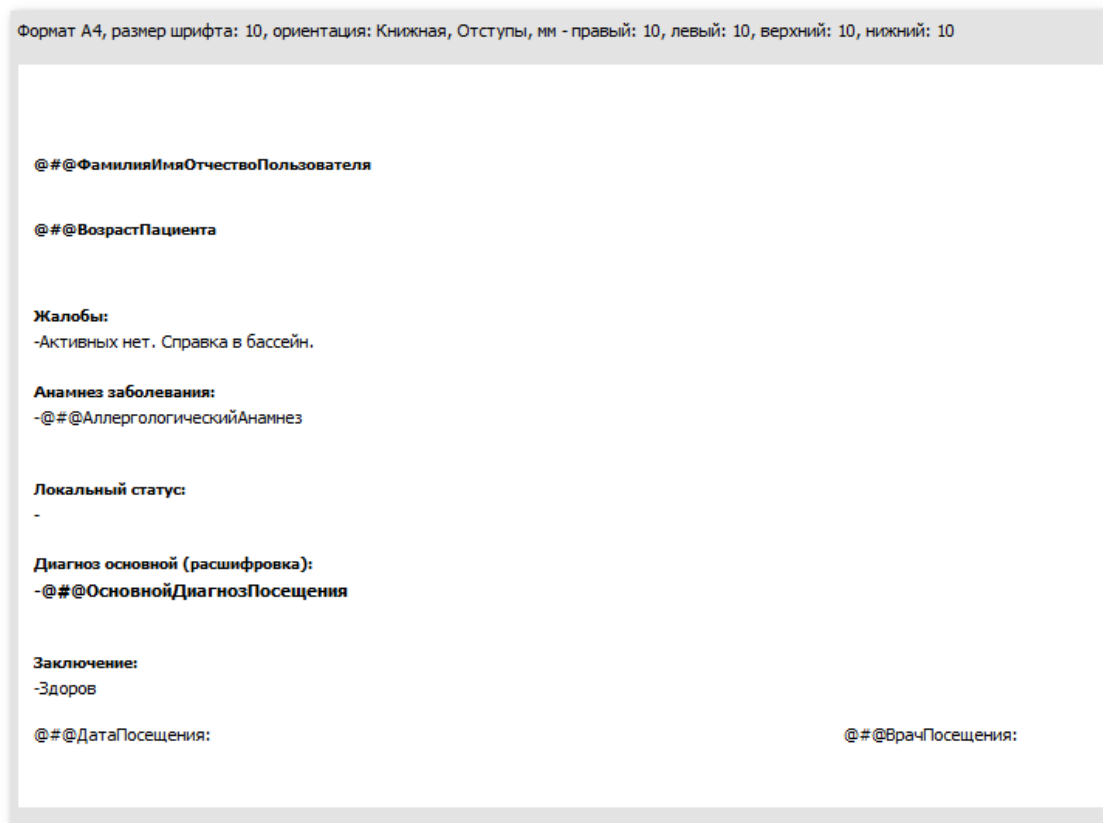 Формат А4, размер шрифта: 10, ориентация: Книжная, Отступы, мм - правый: 10, левый: 10, верхний: 10, нижний: 10
@#@ФамилияИмяОтчествоПользователя
@#@ВозрастПациента
Жалобы:
-Активных нет. Справка в бассейн.
Анамнез заболевания:
-@#@АллергологическийАнамнез
Локальный статус:
-
Диагноз основной (расшифровка):
-@#@ОсновнойДиагнозПосещения
Заключение:
-Здоров
@#@ДатаПосещения: @#@ВрачПосещения: